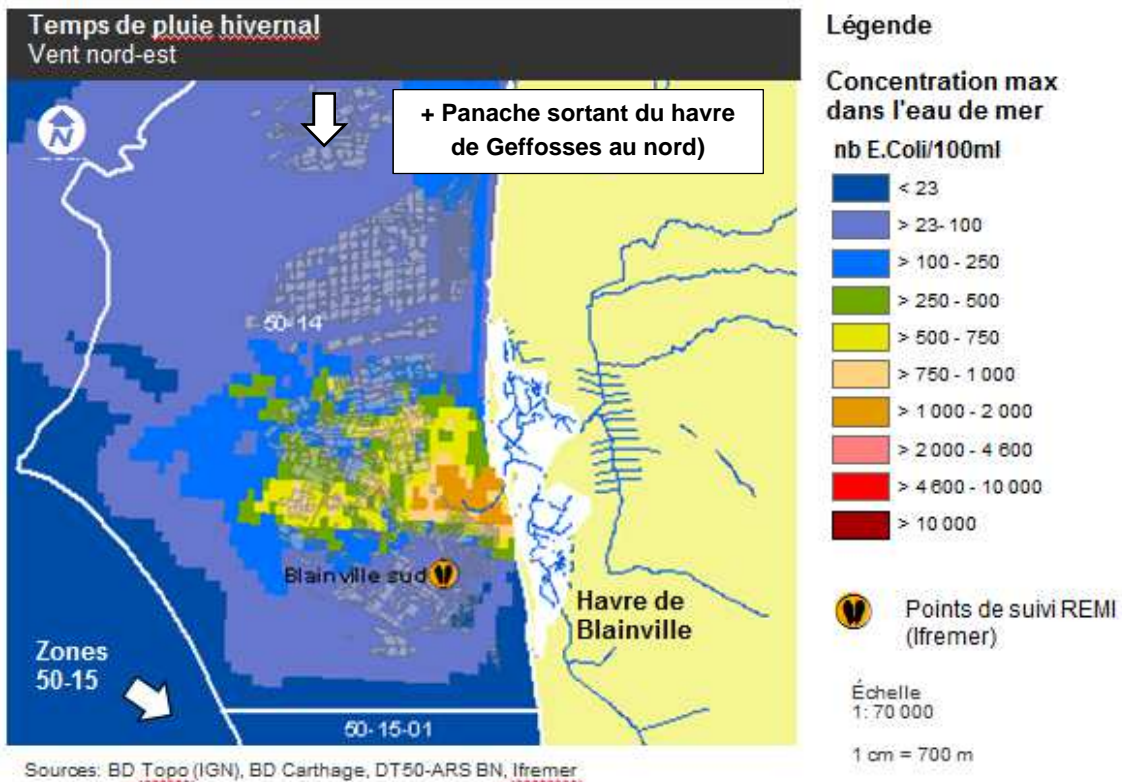 Temps de pluie hivernal
Vent nord-est
+ Panache sortant du havre
de Geffosses au nord)
N
50-14
Blainville sud
Havre de
Blainville
Zones
50-15
50-15-01
Sources: BD Topo (IGN), BD Carthage, DT50-ARS BN, Ifremer
Légende
Concentration max
dans l'eau de mer
nb E.Coli/100ml
< 23
> 23- 100
> 100 - 250
> 250 - 500
> 500 - 750
> 750 - 1 000
> 1 000 - 2 000
> 2 000 - 4 600
> 4 600 - 10 000
> 10 000
Points de suivi REMI
(Ifremer)
Échelle
1: 70 000
1 cm = 700 m